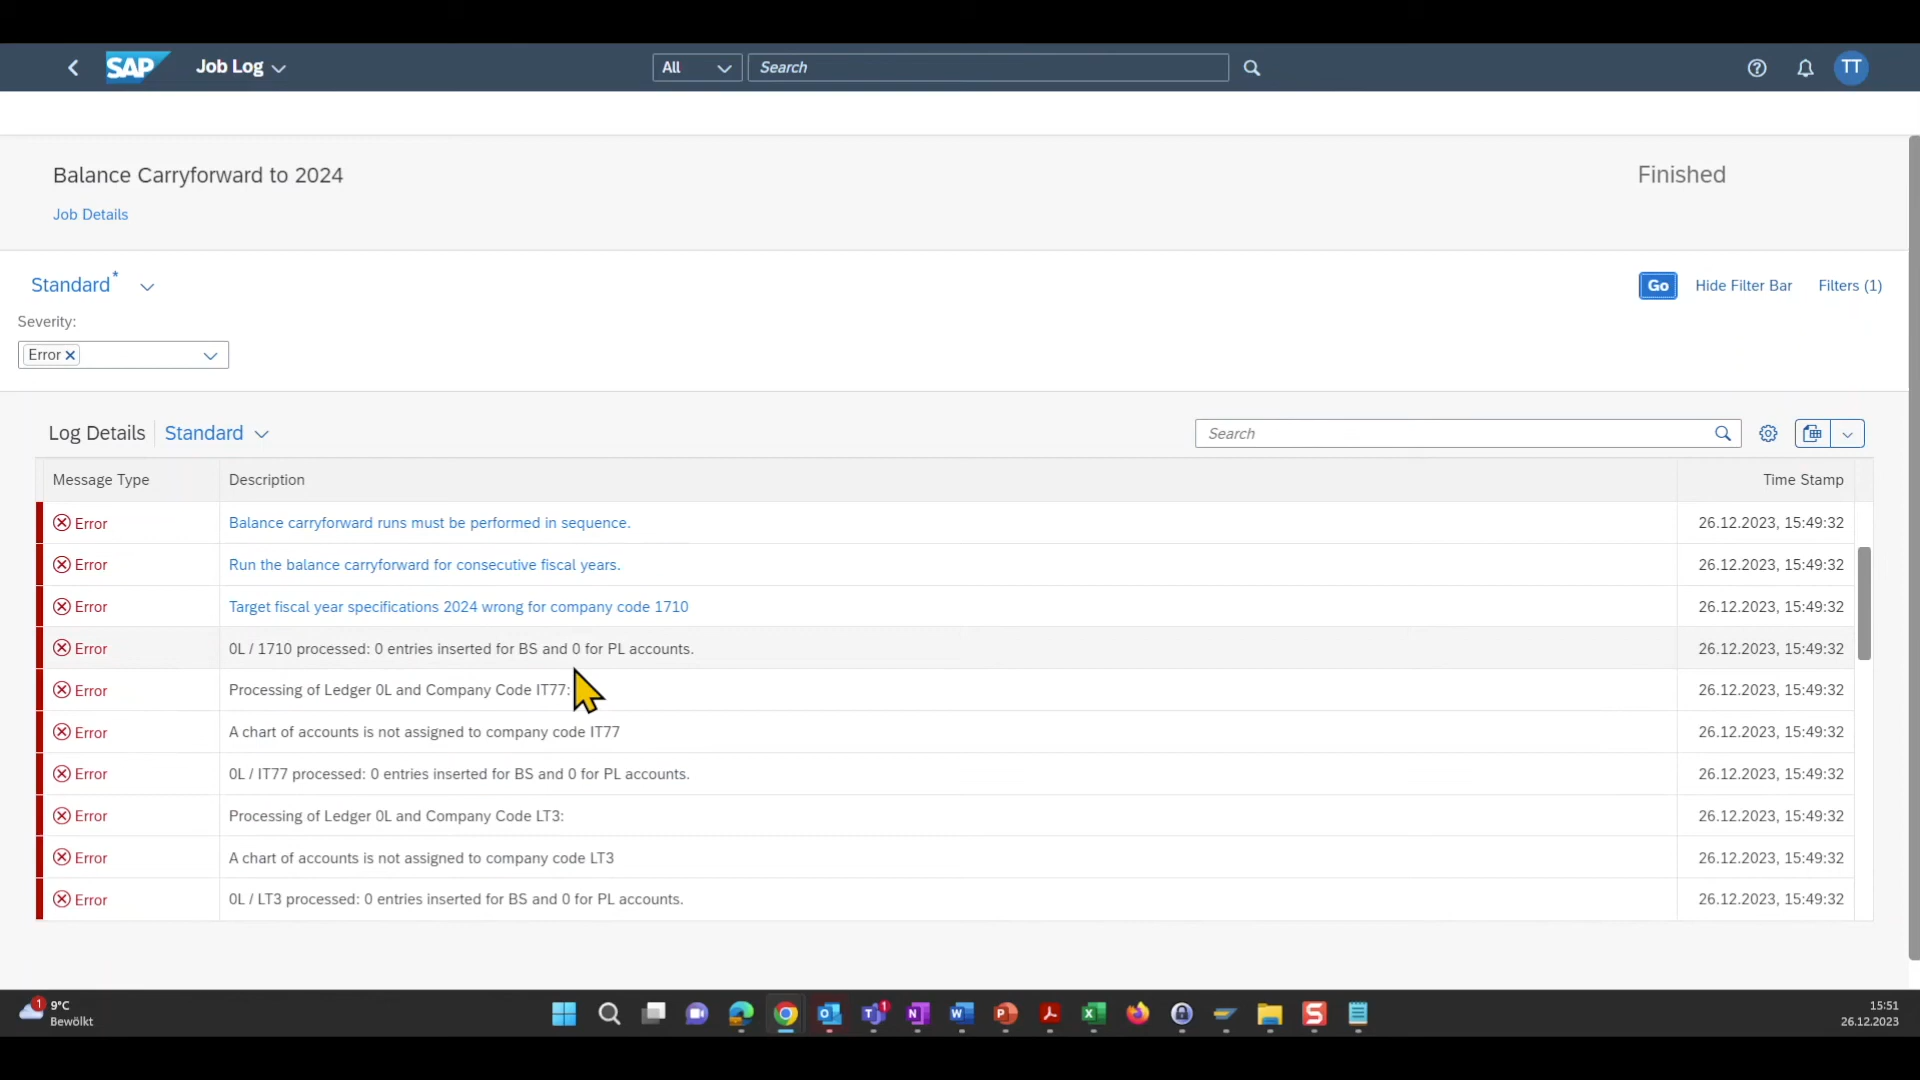 SAP Job Log All Search TT
Balance Carryforward to 2024 Finished
Job Details
Standard* Go Hide Filter Bar Filters (1)
Severity:
Error
Log Details Standard Search
Message Type Description Time Stamp
Error Balance carryforward runs must be performed in sequence. 26.12.2023, 15:49:32
Error Run the balance carryforward for consecutive fiscal years. 26.12.2023, 15:49:32
Error Target fiscal year specifications 2024 wrong for company code 1710 26.12.2023, 15:49:32
Error 0L / 1710 processed: 0 entries inserted for BS and 0 for PL accounts. 26.12.2023, 15:49:32
Error Processing of Ledger 0L and Company Code IT77: 26.12.2023, 15:49:32
Error A chart of accounts is not assigned to company code IT77 26.12.2023, 15:49:32
Error 0L / IT77 processed: 0 entries inserted for BS and 0 for PL accounts. 26.12.2023, 15:49:32
Error Processing of Ledger 0L and Company Code LT3: 26.12.2023, 15:49:32
Error A chart of accounts is not assigned to company code LT3 26.12.2023, 15:49:32
Error 0L / LT3 processed: 0 entries inserted for BS and 0 for PL accounts. 26.12.2023, 15:49:32
1 9°C 1 15:51
Bewölkt 26.12.2023